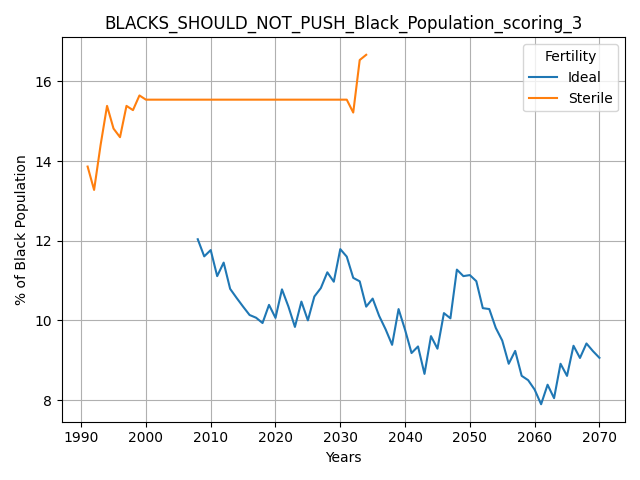 BLACKS_SHOULD_NOT_PUSH_Black_Population_scoring_3
Fertility
Ideal
Sterile
% of Black Population
16
14
12
10
8
1990 2000 2010 2020 2030 2040 2050 2060 2070
Years